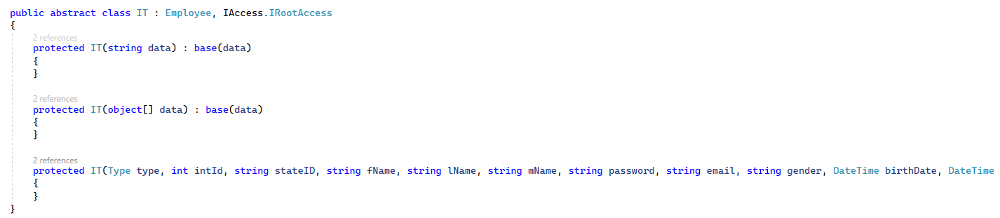 public abstract class IT : Employee, IAccess.IRootAccess
{
2 references
protected IT(string data) : base(data)
{
}
2 references
protected IT(object[] data) : base(data)
{
}
2 references
protected IT(Type type, int intId, string stateID, string fName, string lName, string mName, string password, string email, string gender, DateTime birthDate, DateTime
{
}
}